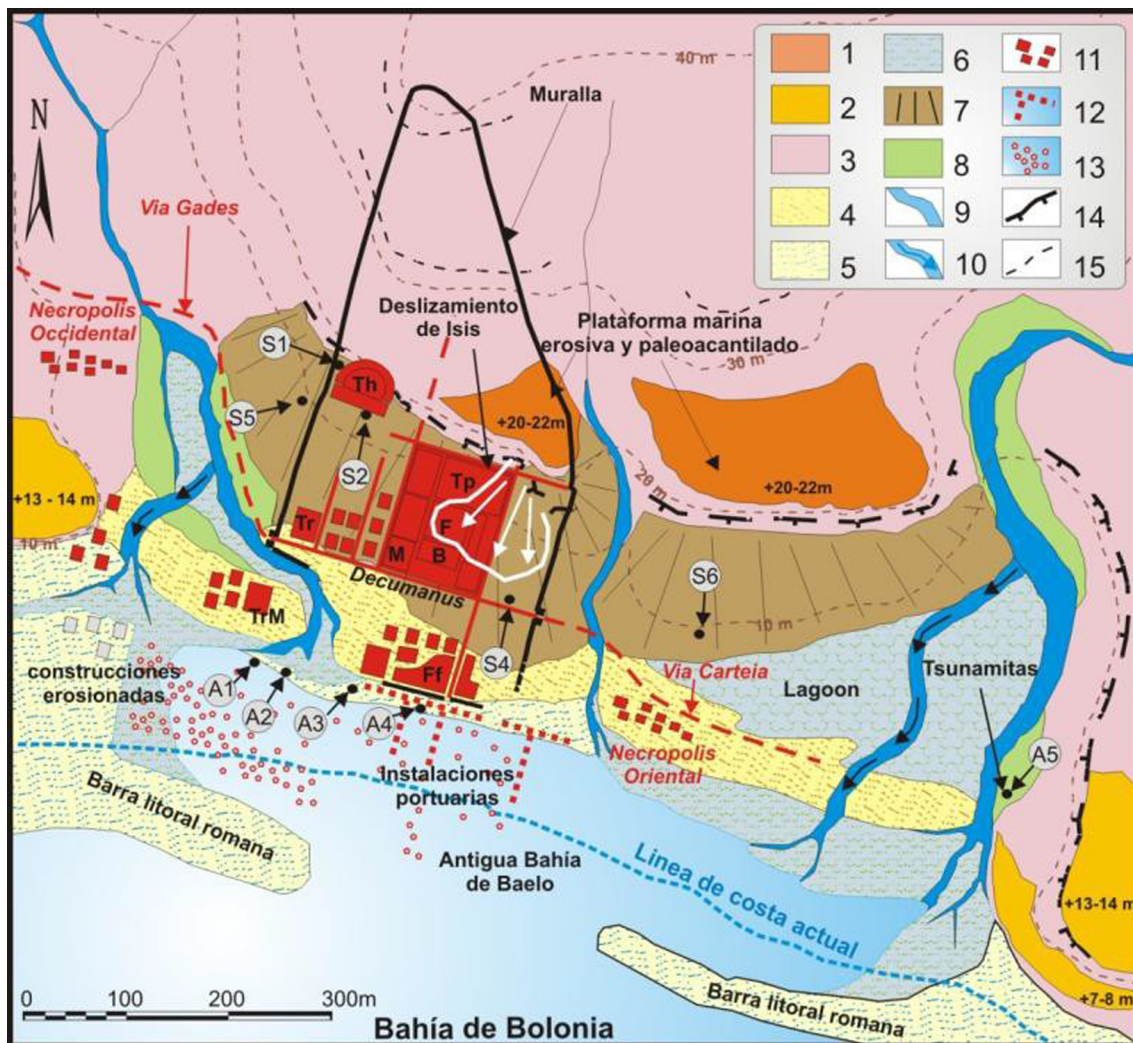 40 m
Muralla
1
6
11
2
7
12
3
8
13
4
9
14
5
10
15
N
Via Gades
Necropolis
Occidental
Deslizamiento
de Isis
Plataforma marina
erosiva y paleoacantilado
30 m
S1
Th
S5
S2
+20-22m
+20-22m
20 m
Tp
+13 - 14 m
10 m
Tr
F
M
B
Decumanus
S6
10 m
TrM
S4
Ff
Via Carteia
Lagoon
Tsunamitas
construcciones
erosionadas
A1
A2
A3
A4
A5
Necropolis
Oriental
Instalaciones
portuarias
Barra litoral romana
Antigua Bahía
de Baelo
Linea de costa actual
+13-14 m
Barra litoral romana
+7-8 m
0 100 200 300m
Bahía de Bolonia